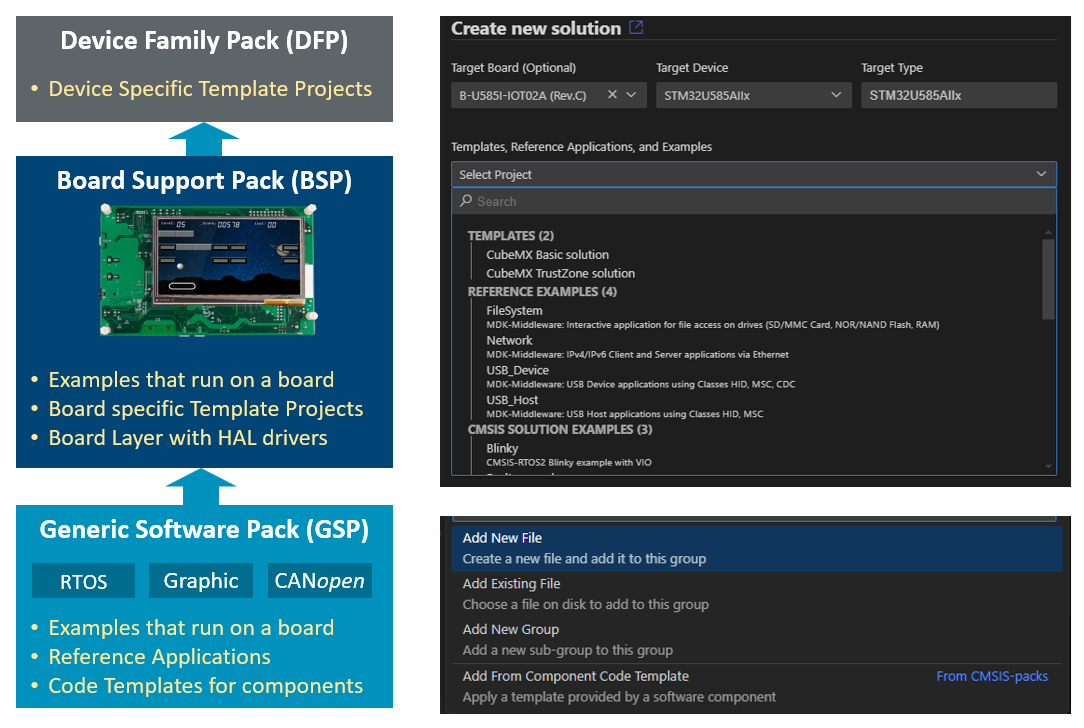 Device Family Pack (DFP)
• Device Specific Template Projects
Board Support Pack (BSP)
Level: 05 Score: 00578 Lost: 00
• Examples that run on a board
• Board specific Template Projects
• Board Layer with HAL drivers
Generic Software Pack (GSP)
RTOS Graphic CANopen
• Examples that run on a board
• Reference Applications
• Code Templates for components
Create new solution
Target Board (Optional) Target Device Target Type
B-U585I-IOT02A (Rev.C) STM32U585AIIx STM32U585AIIx
Templates, Reference Applications, and Examples
Select Project
Search
TEMPLATES (2)
CubeMX Basic solution
CubeMX TrustZone solution
REFERENCE EXAMPLES (4)
FileSystem
MDK-Middleware: Interactive application for file access on drives (SD/MMC Card, NOR/NAND Flash, RAM)
Network
MDK-Middleware: IPv4/IPv6 Client and Server applications via Ethernet
USB_Device
MDK-Middleware: USB Device applications using Classes HID, MSC, CDC
USB_Host
MDK-Middleware: USB Host applications using Classes HID, MSC
CMSIS SOLUTION EXAMPLES (3)
Blinky
CMSIS-RTOS2 Blinky example with VIO
Add New File
Create a new file and add it to this group
Add Existing File
Choose a file on disk to add to this group
Add New Group
Add a new sub-group to this group
Add From Component Code Template From CMSIS-packs
Apply a template provided by a software component